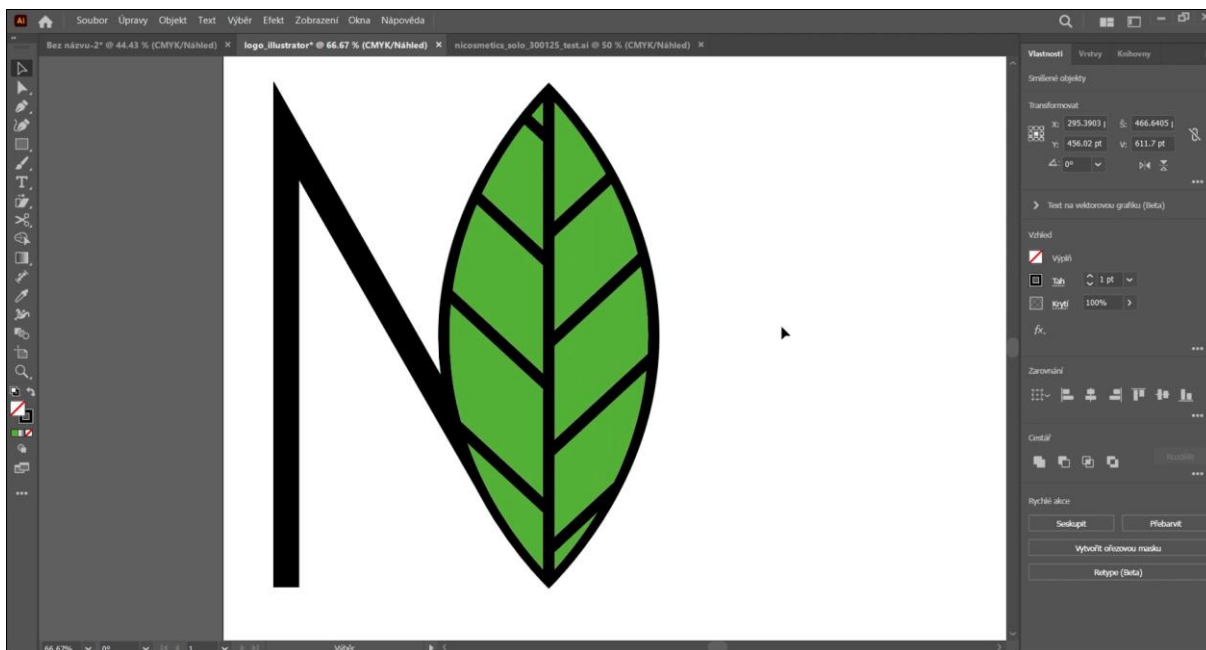 Ai Soubor Úpravy Objekt Text Výběr Efekt Zobrazení Okna Nápověda
Bez názvu-2* @ 44.43 % (CMYK/Náhled) × logo_illustrator* @ 66.67 % (CMYK/Náhled) × nicosmetics_solo_300125_test.ai @ 50 % (CMYK/Náhled) ×
Vlastnosti Vrstvy Knihovny
Smíšené objekty
Transformovat
X: 295.3903 Š: 466.6405
Y: 456.02 pt V: 611.7 pt
0°
Text na vektorovou grafiku (Beta)
Vzhled
Výplň
Tah 1 pt
Krytí 100%
fx.
Zarovnání
Cestář
Rozdělit
Rychlé akce
Seskupit Přebarvit
Vytvořit ořezovou masku
Retype (Beta)
66.67% 0° 1 Výběr